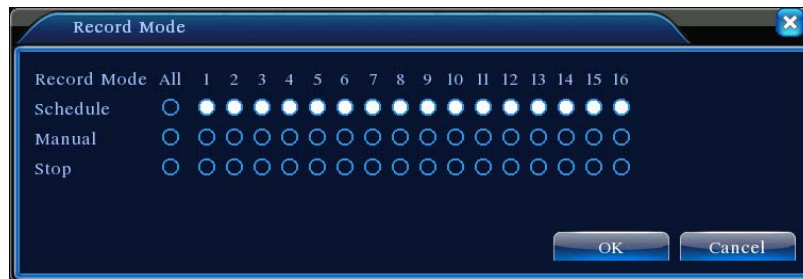 Record Mode
Record Mode All 1 2 3 4 5 6 7 8 9 10 11 12 13 14 15 16
Schedule
Manual
Stop
OK Cancel